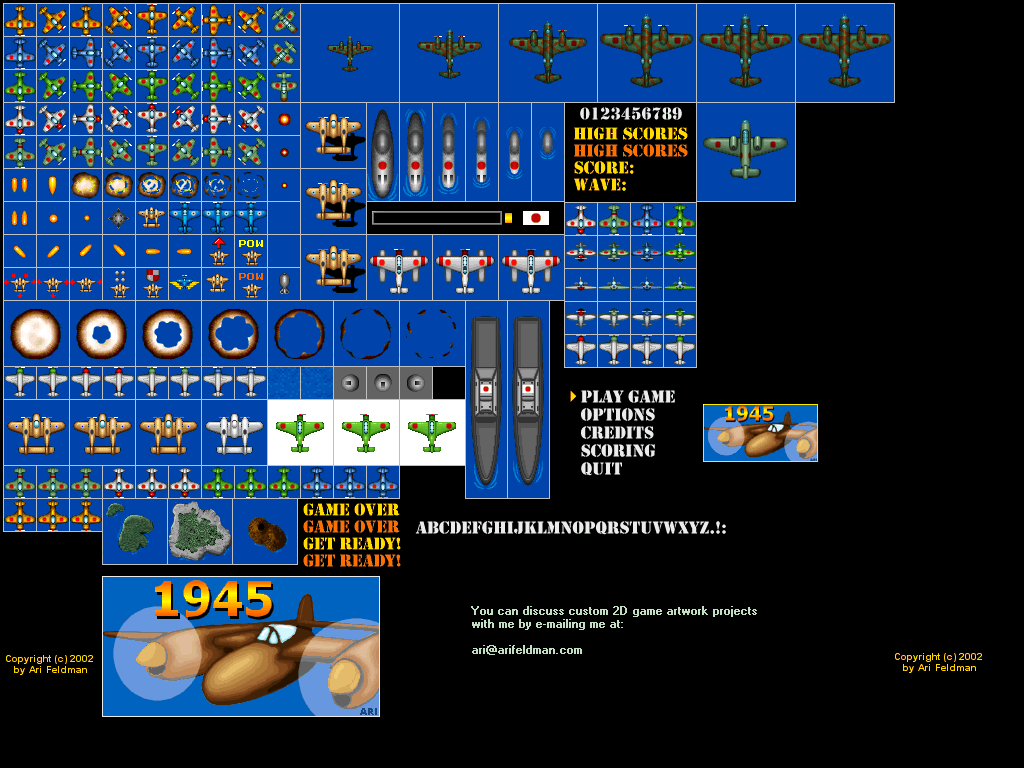 0123456789
HIGH SCORES
HIGH SCORES
SCORE:
WAVE:
POW
POW
PLAY GAME
OPTIONS
CREDITS
SCORING
QUIT
1945
GAME OVER
GAME OVER
GET READY!
GET READY!
ABCDEFGHIJKLMNOPQRSTUVWXYZ.!:
1945
ARI
You can discuss custom 2D game artwork projects
with me by e-mailing me at:
ari@arifeldman.com
Copyright (c) 2002
by Ari Feldman
Copyright (c) 2002
by Ari Feldman